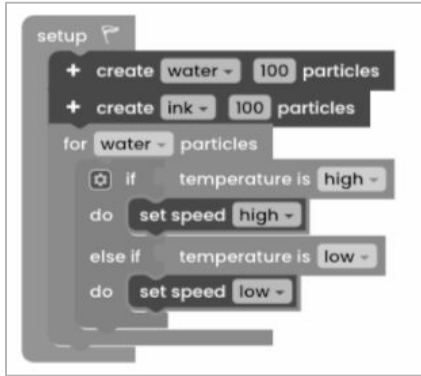 setup
+ create water 100 particles
+ create ink 100 particles
for water particles
if temperature is high
do set speed high
else if temperature is low
do set speed low